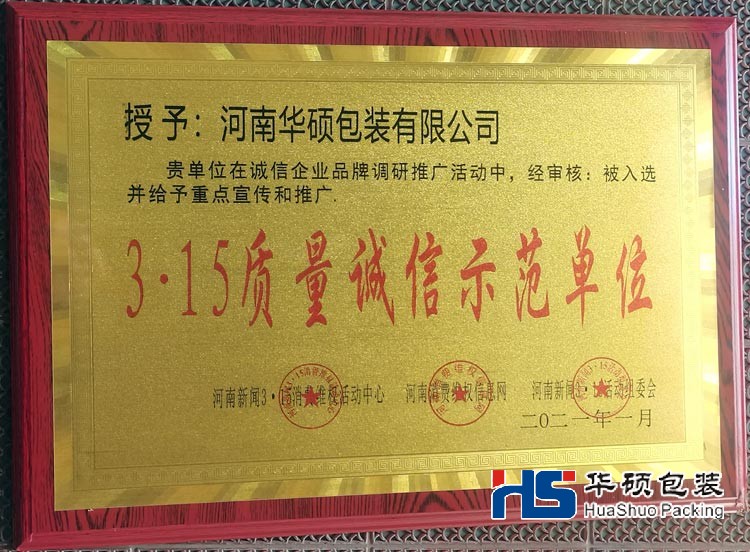 授予：河南华硕包装有限公司
贵单位在诚信企业品牌调研推广活动中，经审核：被入选
并给予重点宣传和推广.
3·15质量诚信示范单位
河南新闻3·15消费维权活动中心 河南消费维权信息网 河南新闻3·15活动组委会
二〇二一年一月
HS 华硕包装
HuaShuo Packing